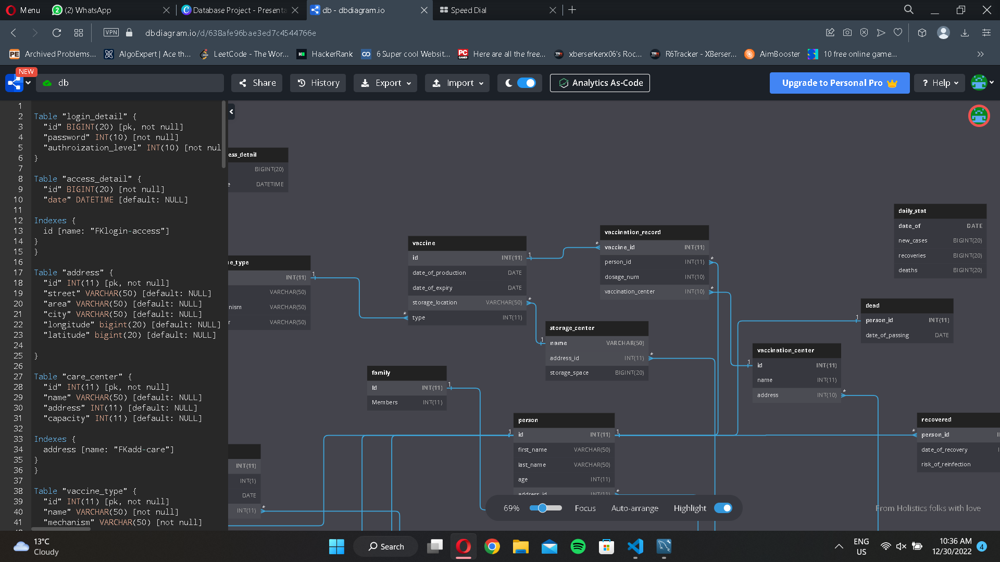 Menu
(2) WhatsApp
Database Project - Presenta
db - dbdiagram.io
Speed Dial
VPN
dbdiagram.io/d/638afe96bae3ed7c4544766e
Archived Problems...
AlgoExpert | Ace th...
LeetCode - The Wor...
HackerRank
6 Super cool Websit...
Here are all the free...
xberserkerx06's Roc...
R6Tracker - XBerser...
AimBooster
10 free online game...
NEW
db
Share
History
Export
Import
Analytics As-Code
Upgrade to Personal Pro
? Help
1
2 Table "login_detail" {
3 "id" BIGINT(20) [pk, not null]
4 "password" INT(10) [not null]
5 "authroization_level" INT(10) [not nul
6 }
7
8 Table "access_detail" {
9 "id" BIGINT(20) [not null]
10 "date" DATETIME [default: NULL]
11
12 Indexes {
13 id [name: "FKlogin-access"]
14 }
15 }
16
17 Table "address" {
18 "id" INT(11) [pk, not null]
19 "street" VARCHAR(50) [default: NULL]
20 "area" VARCHAR(50) [default: NULL]
21 "city" VARCHAR(50) [default: NULL]
22 "longitude" bigint(20) [default: NULL]
23 "latitude" bigint(20) [default: NULL]
24
25 }
26
27 Table "care_center" {
28 "id" INT(11) [pk, not null]
29 "name" VARCHAR(50) [default: NULL]
30 "address" INT(11) [default: NULL]
31 "capacity" INT(11) [default: NULL]
32
33 Indexes {
34 address [name: "FKadd-care"]
35 }
36 }
37
38 Table "vaccine_type" {
39 "id" INT(11) [pk, not null]
40 "name" VARCHAR(50) [not null]
41 "mechanism" VARCHAR(50) [not null]
ess_detail
BIGINT(20)
e DATETIME
e_type
INT(11) 1
VARCHAR(50)
nism VARCHAR(50)
r VARCHAR(50)
vaccine
id INT(11) 1
date_of_production DATE
date_of_expiry DATE
storage_location VARCHAR(50) *
* type INT(11)
vaccination_record
* vaccine_id INT(11)
person_id INT(11) *
dosage_num INT(10)
vaccination_center INT(10) *
daily_stat
date_of DATE
new_cases BIGINT(20)
recoveries BIGINT(20)
deaths BIGINT(20)
dead
1 person_id INT(11)
date_of_passing DATE
storage_center
1 name VARCHAR(50)
address_id INT(11) *
storage_space BIGINT(20)
vaccination_center
1 id INT(11)
name INT(11)
address INT(10) *
family
Id INT(11) 1
Members INT(11)
person
1 id INT(11) 1
first_name VARCHAR(50)
last_name VARCHAR(50)
age INT(11)
address_id INT(11) *
recovered
* person_id
date_of_recovery
risk_of_reinfection
INT(11)
INT(1)
DATE
INT(11) *
69%
Focus
Auto-arrange
Highlight
From Holistics folks with love
13°C
Cloudy
Search
ENG
US
10:36 AM
12/30/2022
4